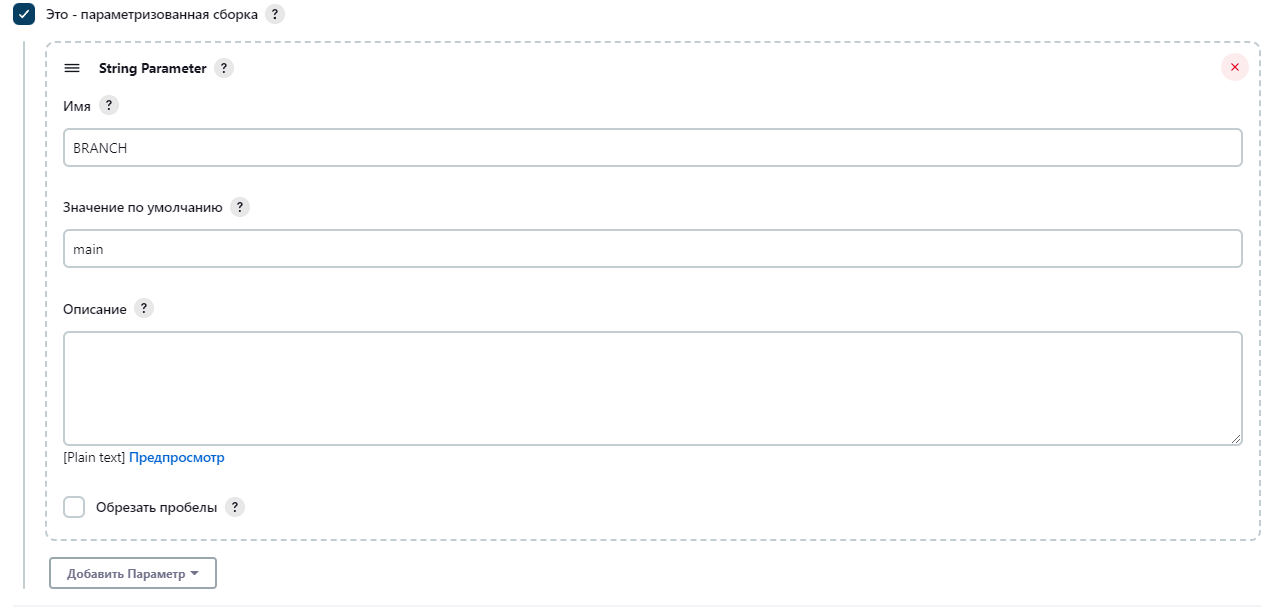 Это - параметризованная сборка ?
String Parameter ?
Имя ?
BRANCH
Значение по умолчанию ?
main
Описание ?
[Plain text] Предпросмотр
Обрезать пробелы ?
Добавить Параметр